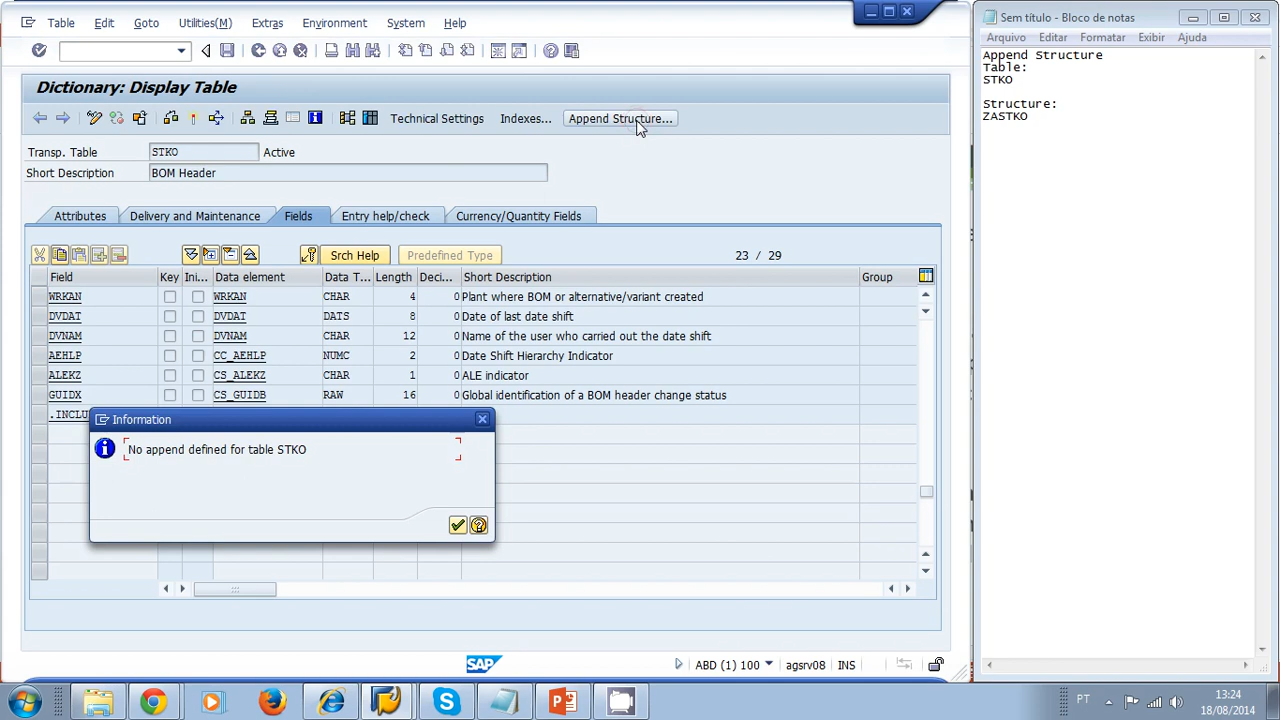 Table Edit Goto Utilities(M) Extras Environment System Help
Dictionary: Display Table
Technical Settings Indexes... Append Structure...
Transp. Table STKO Active
Short Description BOM Header
Attributes Delivery and Maintenance Fields Entry help/check Currency/Quantity Fields
Srch Help Predefined Type 23 / 29
Field Key Ini... Data element Data T... Length Deci... Short Description Group
WRKAN WRKAN CHAR 4 0 Plant where BOM or alternative/variant created
DVDAT DVDAT DATS 8 0 Date of last date shift
DVNAM DVNAM CHAR 12 0 Name of the user who carried out the date shift
AEHLP CC_AEHLP NUMC 2 0 Date Shift Hierarchy Indicator
ALEKZ CS_ALEKZ CHAR 1 0 ALE indicator
GUIDX CS_GUIDB RAW 16 0 Global identification of a BOM header change status
.INCLU
Information
No append defined for table STKO
SAP ABD (1) 100 agsrv08 INS
Sem título - Bloco de notas
Arquivo Editar Formatar Exibir Ajuda
Append Structure
Table:
STKO
Structure:
ZASTKO
PT 13:24
18/08/2014